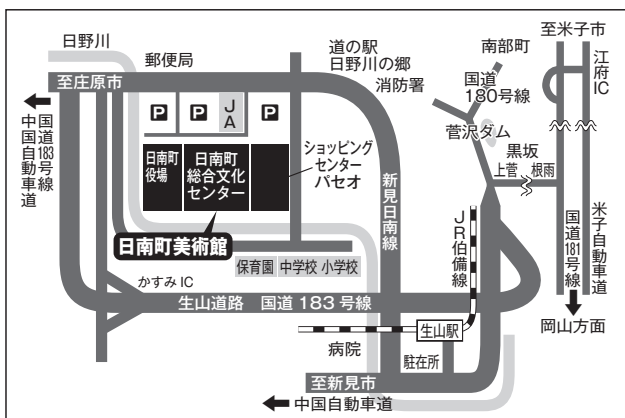 日野川
郵便局
道の駅
日野川の郷
消防署
南部町
至米子市
江府IC
国道
180号線
至庄原市
国道183号線
中国自動車道
P
P
JA
P
菅沢ダム
黒坂
上菅
根雨
日南町
役場
日南町
総合文化
センター
ショッピング
センター
パセオ
新見日南線
JR伯備線
国道181号線
米子自動車道
日南町美術館
保育園
中学校
小学校
かすみIC
生山道路 国道183号線
生山駅
岡山方面
病院
駐在所
至新見市
中国自動車道